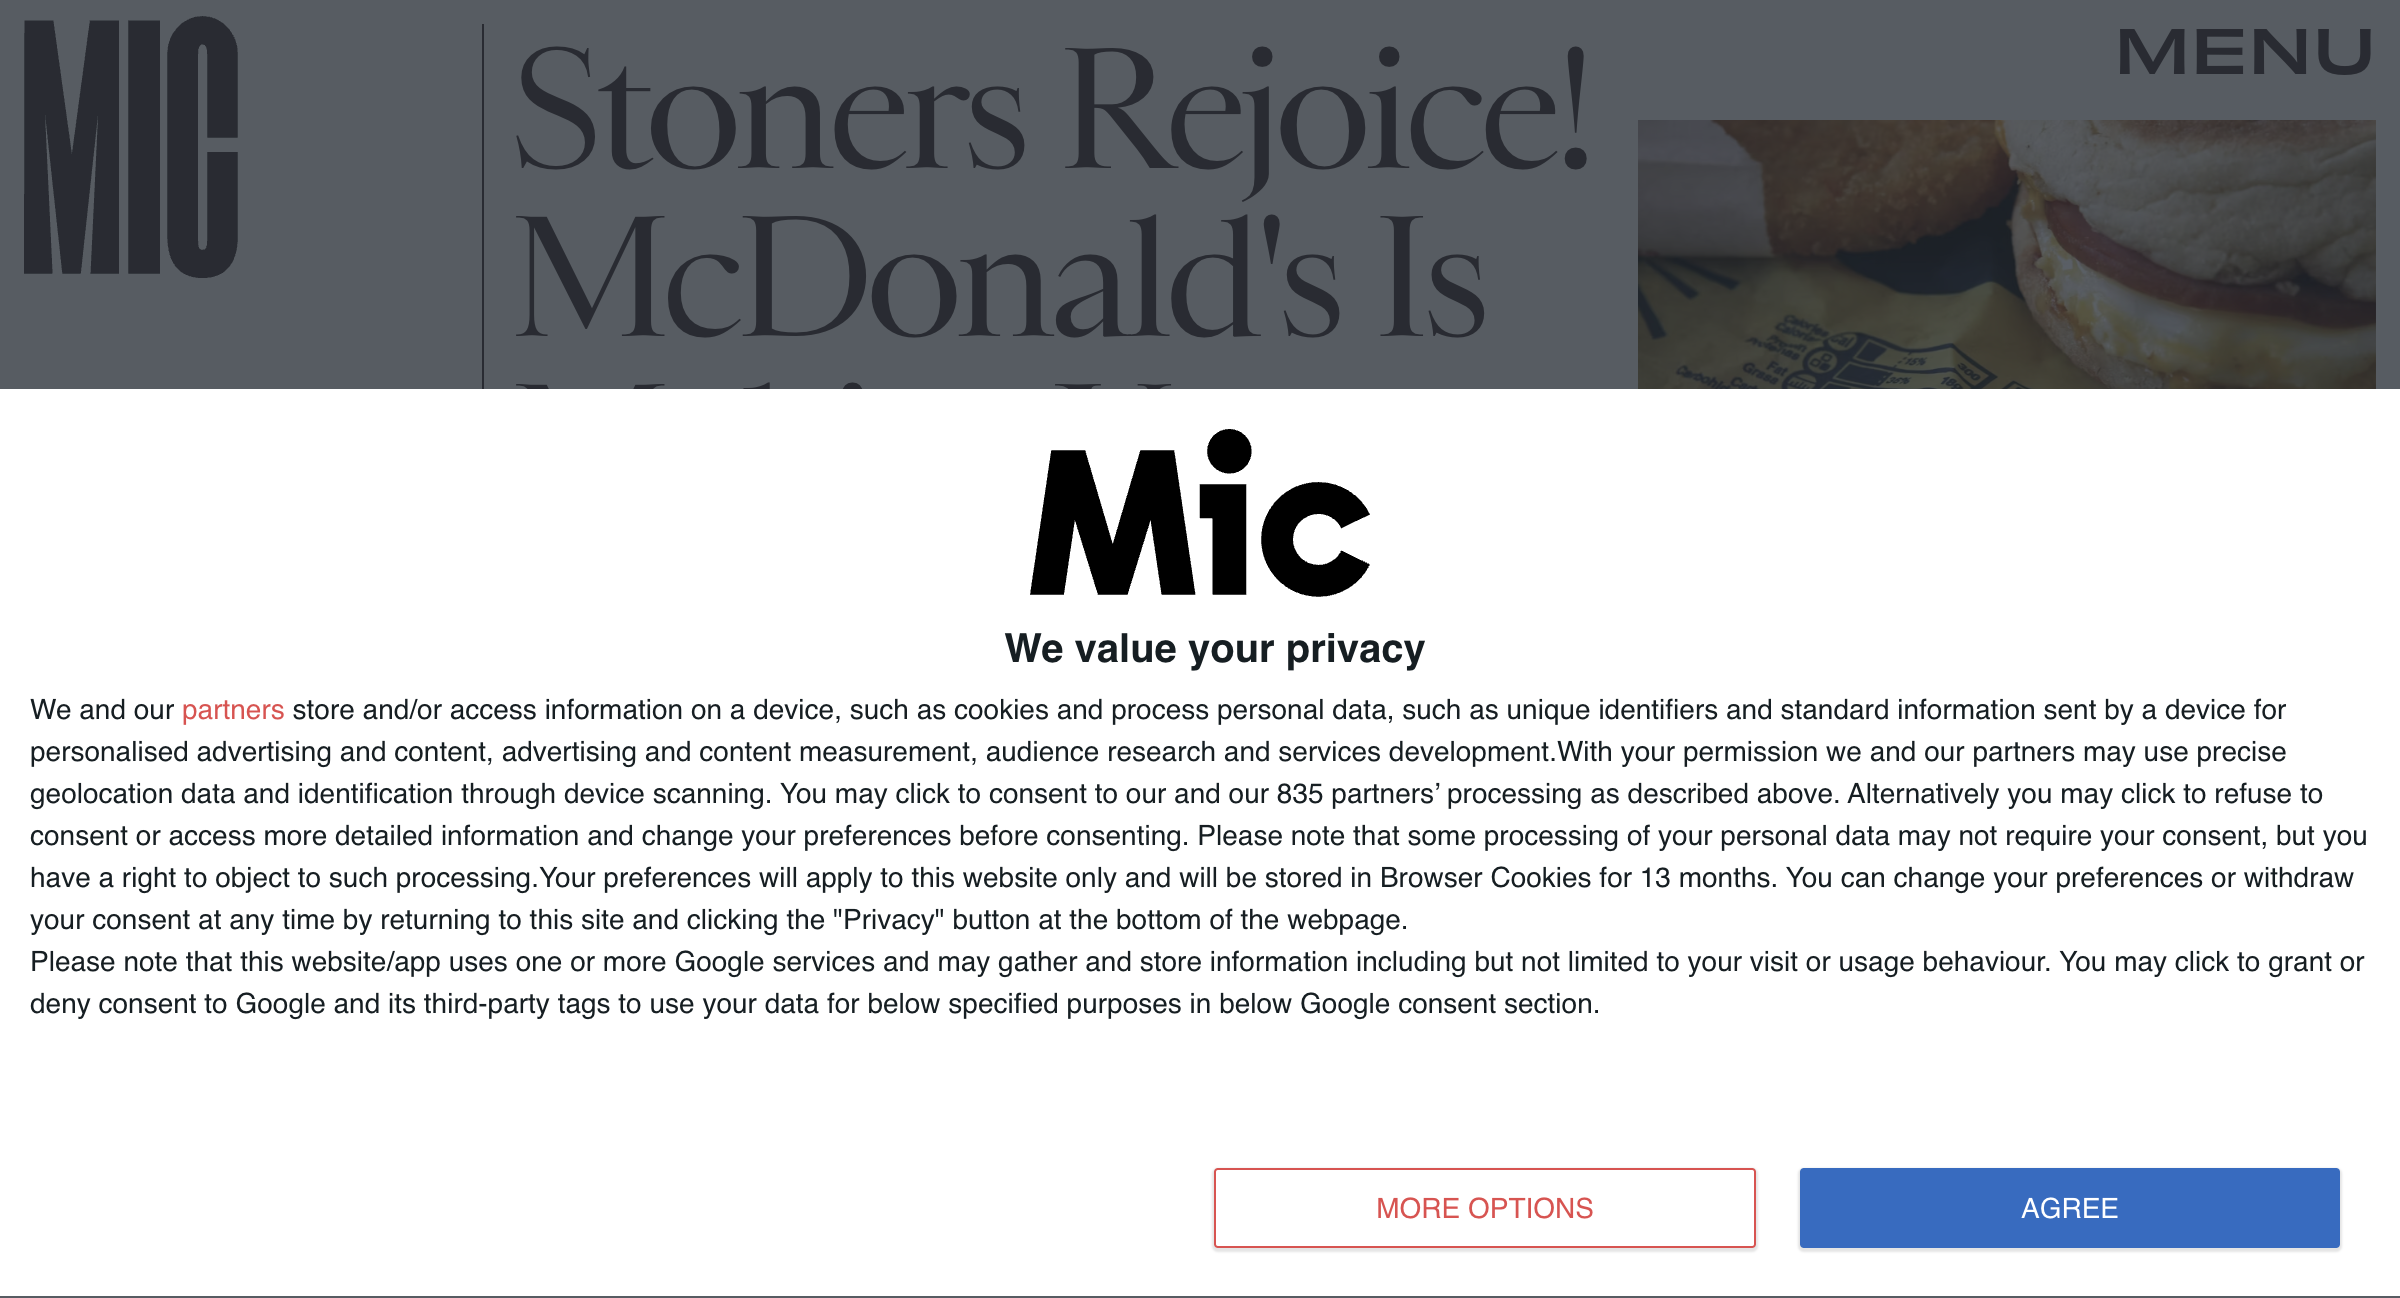 MIC
MENU
Stoners Rejoice!
McDonald's Is
Mic
We value your privacy
We and our partners store and/or access information on a device, such as cookies and process personal data, such as unique identifiers and standard information sent by a device for
personalised advertising and content, advertising and content measurement, audience research and services development.With your permission we and our partners may use precise
geolocation data and identification through device scanning. You may click to consent to our and our 835 partners’ processing as described above. Alternatively you may click to refuse to
consent or access more detailed information and change your preferences before consenting. Please note that some processing of your personal data may not require your consent, but you
have a right to object to such processing.Your preferences will apply to this website only and will be stored in Browser Cookies for 13 months. You can change your preferences or withdraw
your consent at any time by returning to this site and clicking the "Privacy" button at the bottom of the webpage.
Please note that this website/app uses one or more Google services and may gather and store information including but not limited to your visit or usage behaviour. You may click to grant or
deny consent to Google and its third-party tags to use your data for below specified purposes in below Google consent section.
MORE OPTIONS
AGREE